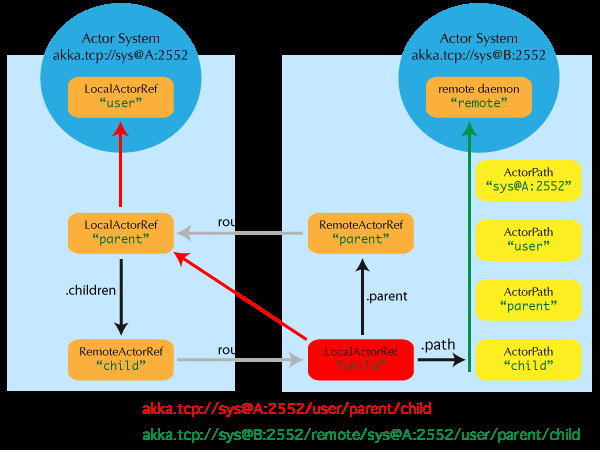 Actor System
akka.tcp://sys@A:2552
LocalActorRef
“user”
LocalActorRef
“parent”
.children
RemoteActorRef
“child”
rou
rou
Actor System
akka.tcp://sys@B:2552
remote daemon
“remote”
RemoteActorRef
“parent”
.parent
LocalActorRef
“child”
.path
ActorPath
“sys@A:2552”
ActorPath
“user”
ActorPath
“parent”
ActorPath
“child”
akka.tcp://sys@A:2552/user/parent/child
akka.tcp://sys@B:2552/remote/sys@A:2552/user/parent/child